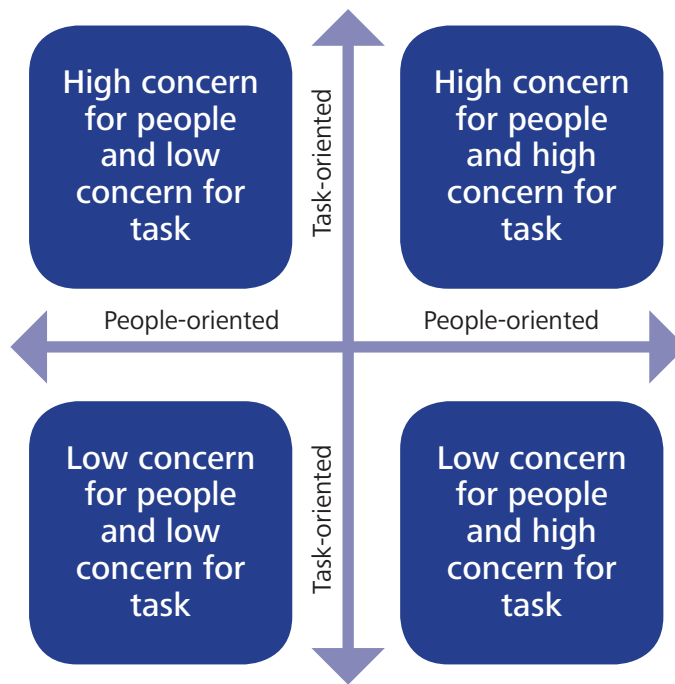 High concern
for people
and low
concern for
task
Task-oriented
High concern
for people
and high
concern for
task
People-oriented
People-oriented
Low concern
for people
and low
concern for
task
Task-oriented
Low concern
for people
and high
concern for
task